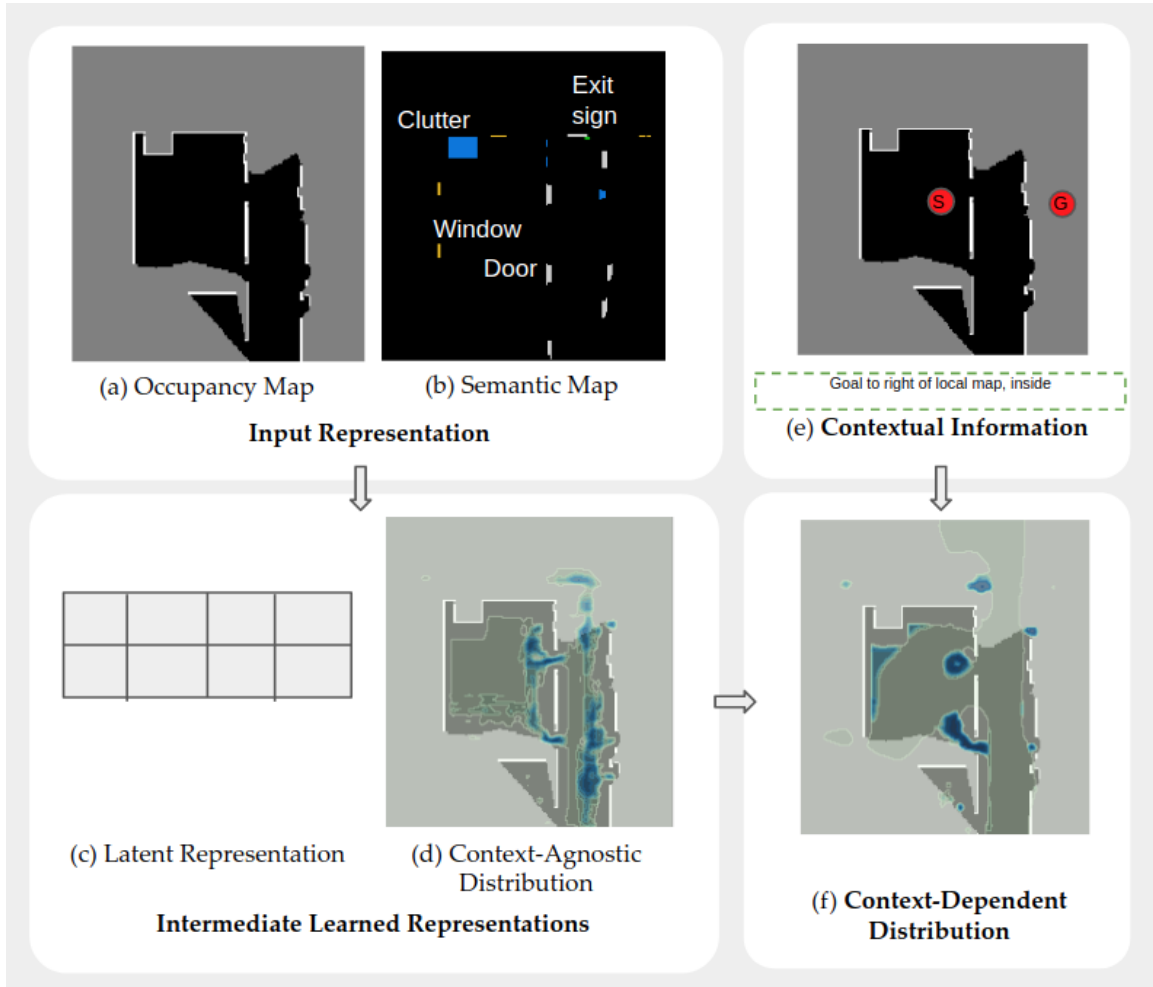 Clutter
Exit
sign
Window
Door
(a) Occupancy Map
(b) Semantic Map
Input Representation
S
G
Goal to right of local map, inside
(e) Contextual Information
(c) Latent Representation
(d) Context-Agnostic
Distribution
Intermediate Learned Representations
(f) Context-Dependent
Distribution